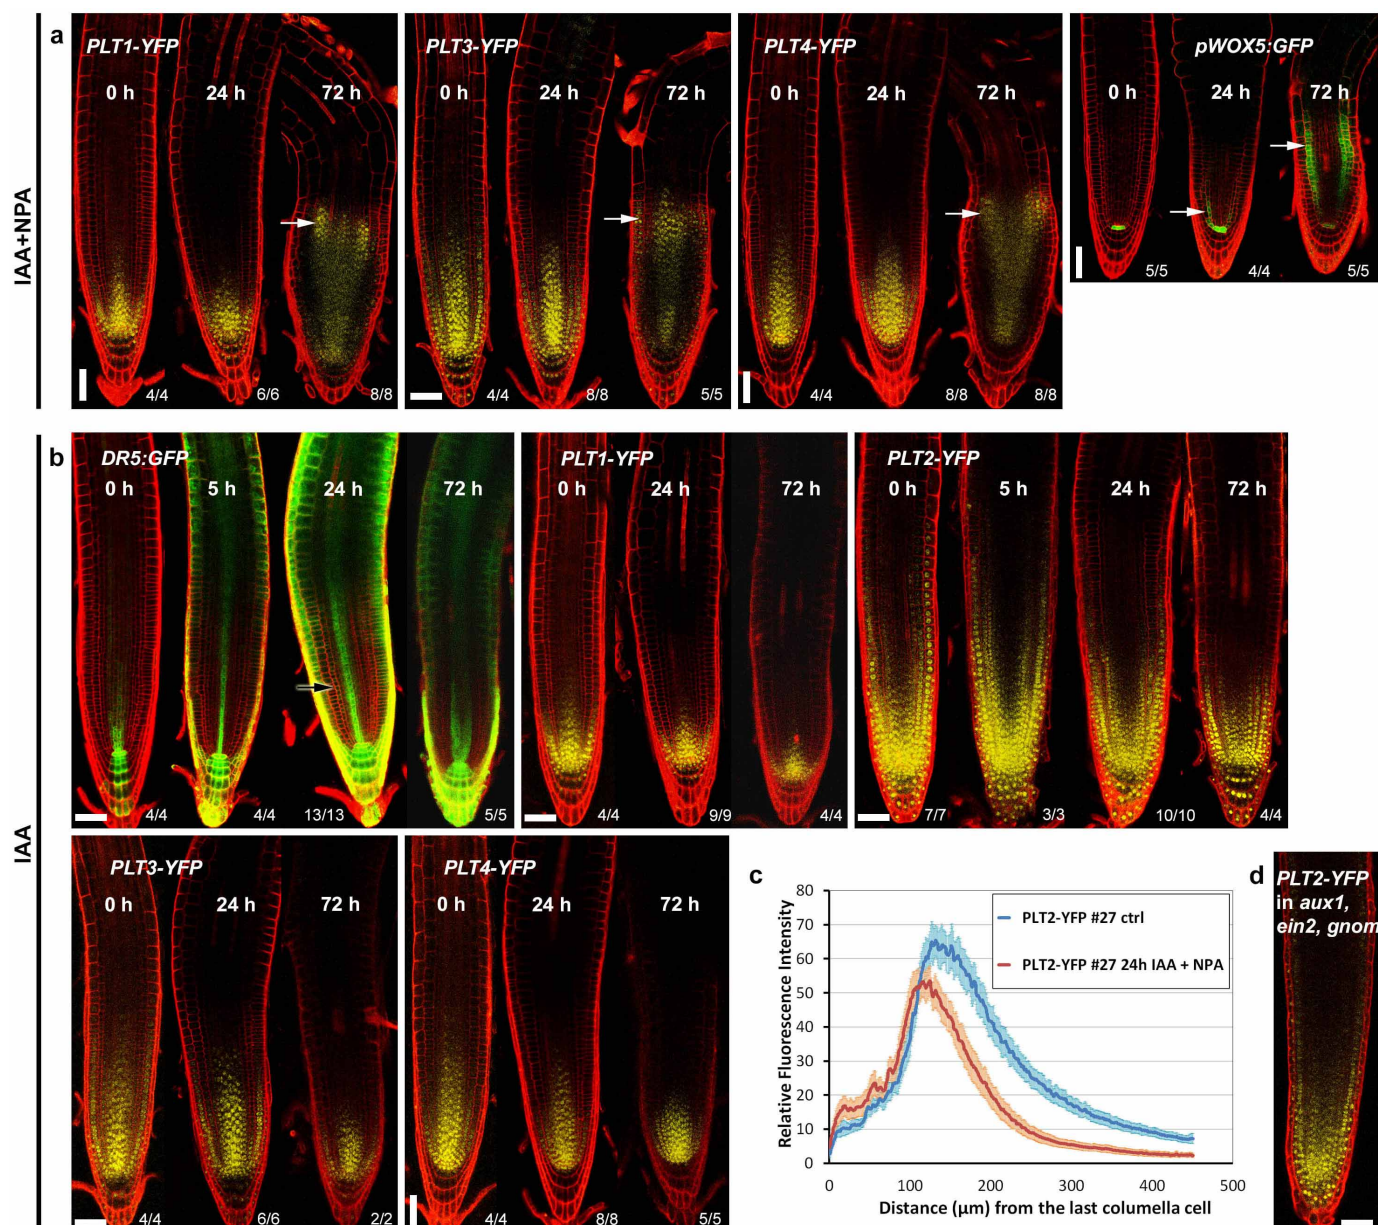 a
PLT1-YFP
0 h
24 h
72 h
4/4
6/6
8/8
PLT3-YFP
0 h
24 h
72 h
4/4
8/8
5/5
PLT4-YFP
0 h
24 h
72 h
4/4
8/8
8/8
pWOX5:GFP
0 h
24 h
72 h
5/5
4/4
5/5
IAA+NPA
b
DR5:GFP
0 h
5 h
24 h
72 h
4/4
4/4
13/13
5/5
PLT1-YFP
0 h
24 h
72 h
4/4
9/9
4/4
PLT2-YFP
0 h
5 h
24 h
72 h
7/7
3/3
10/10
4/4
IAA
PLT3-YFP
0 h
24 h
72 h
4/4
6/6
2/2
PLT4-YFP
0 h
24 h
72 h
4/4
8/8
5/5
c
Relative Fluorescence Intensity
80
70
60
50
40
30
20
10
0
PLT2-YFP #27 ctrl
PLT2-YFP #27 24h IAA + NPA
0
100
200
300
400
500
Distance (µm) from the last columella cell
d
PLT2-YFP
in aux1,
ein2, gnom